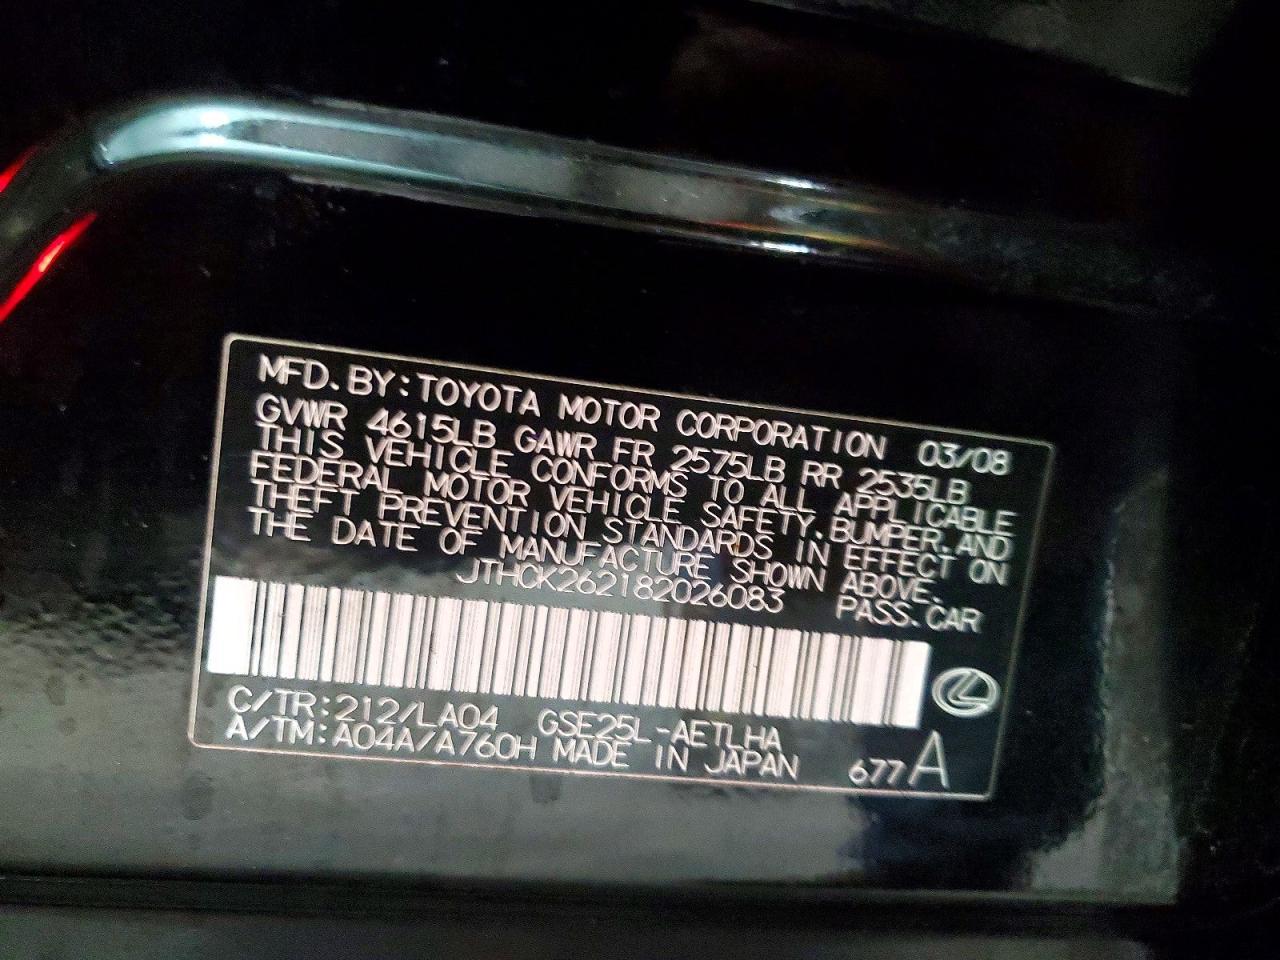 MFD. BY: TOYOTA MOTOR CORPORATION 03/08
GVWR 4615LB GAWR FR 2575LB RR 2535LB
THIS VEHICLE CONFORMS TO ALL APPLICABLE
FEDERAL MOTOR VEHICLE SAFETY, BUMPER, AND
THEFT PREVENTION STANDARDS IN EFFECT ON
THE DATE OF MANUFACTURE SHOWN ABOVE.
JTHCK262182026083 PASS. CAR
C/TR: 212/LA04 GSE25L-AETLHA
A/TM: A04A/A760H MADE IN JAPAN 677 A